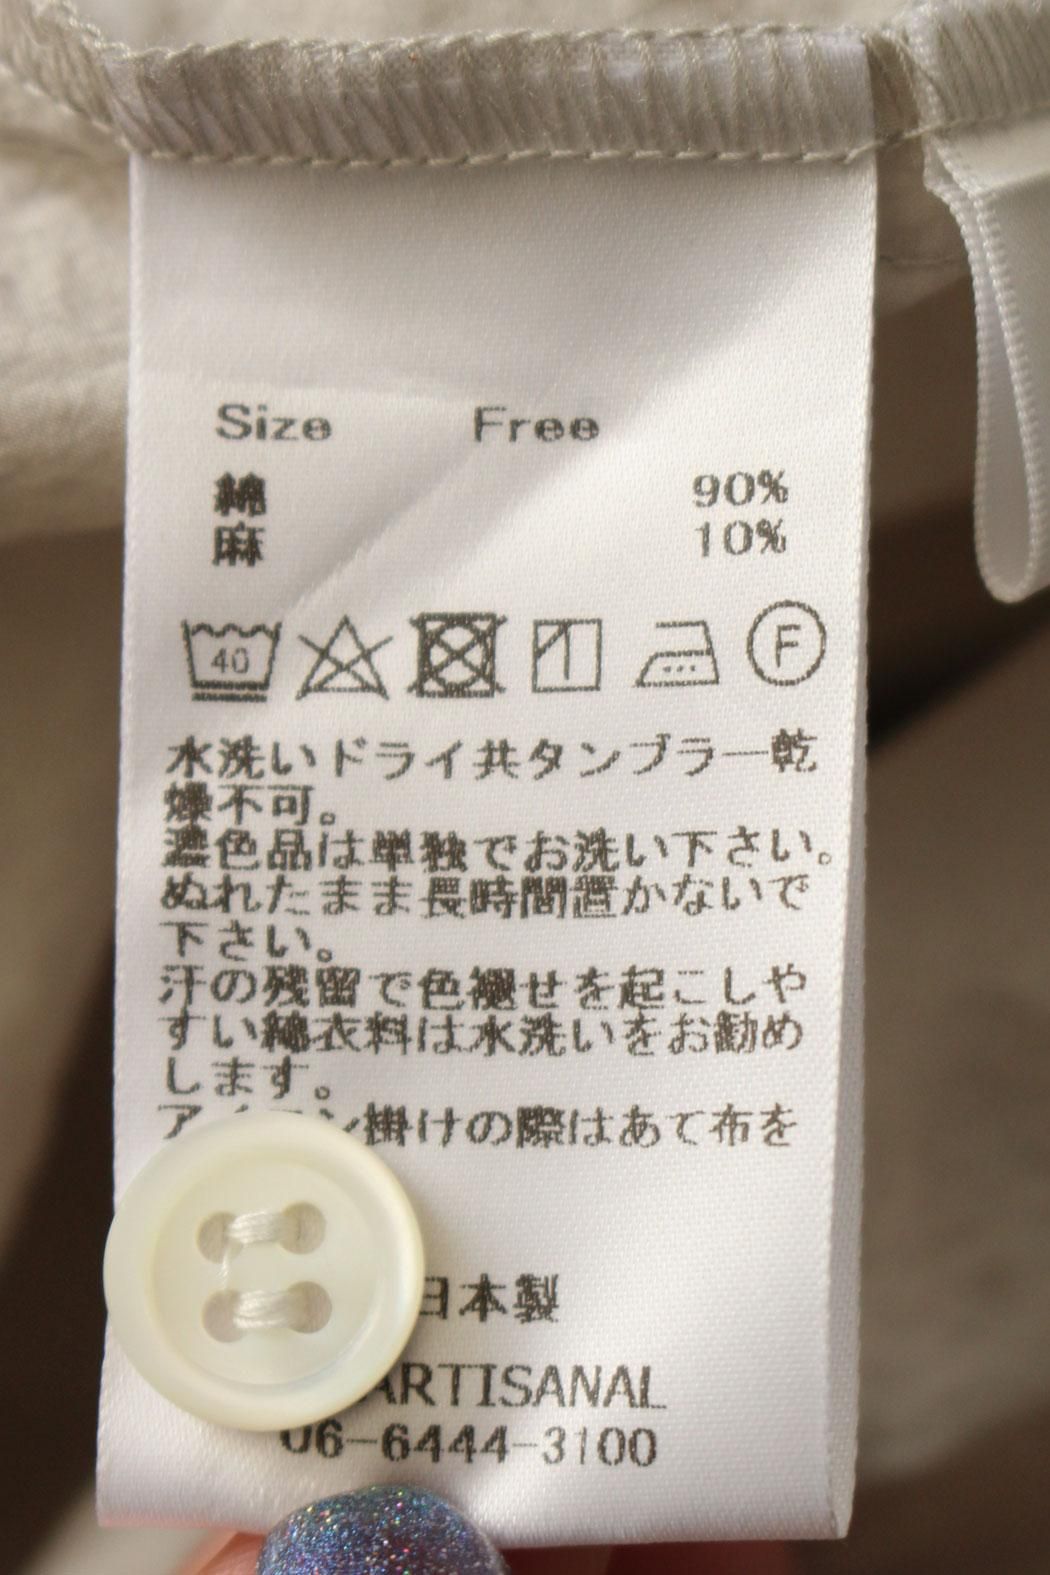 Size Free
綿 90%
麻 10%
40
F
水洗いドライ共タンブラー乾
燥不可。
濃色品は単独でお洗い下さい。
ぬれたまま長時間置かないで
下さい。
汗の残留で色褪せを起こしや
すい綿衣料は水洗いをお勧め
します。
アイロン掛けの際はあて布を
日本製
ARTISANAL
06-6444-3100